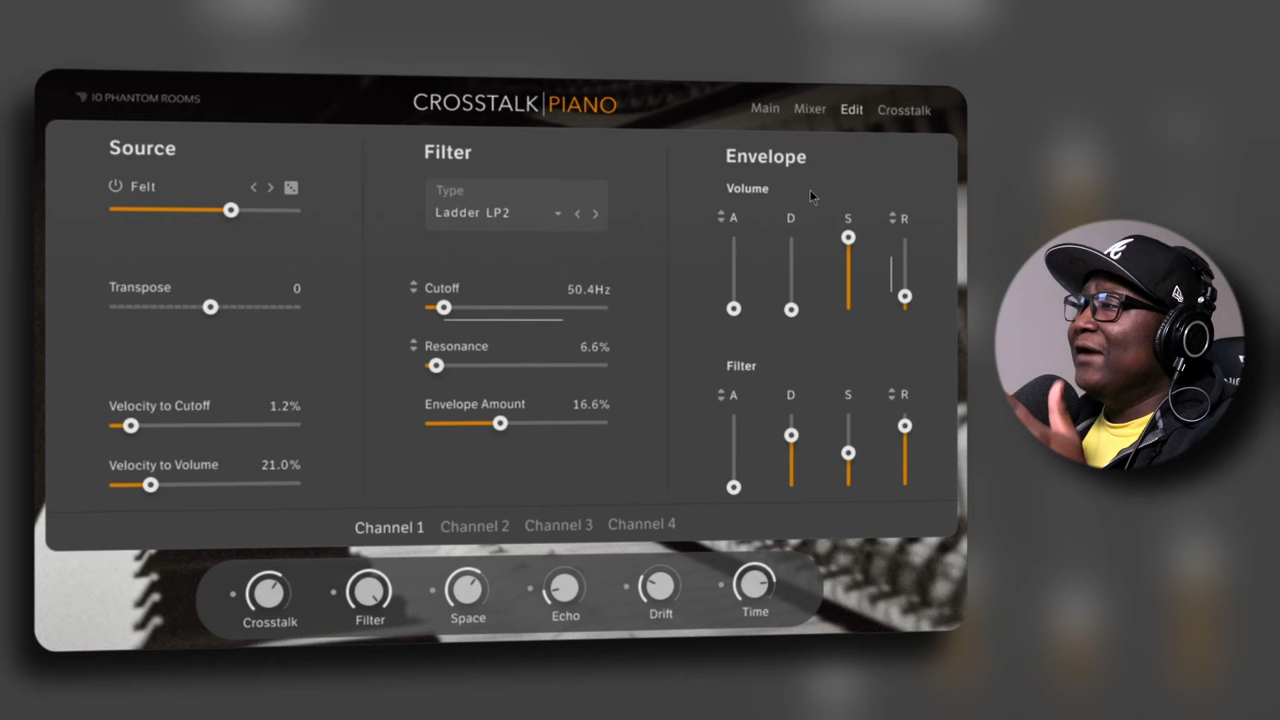 10 PHANTOM ROOMS
CROSSTALK|PIANO
Main Mixer Edit Crosstalk
Source
Felt
Transpose 0
Velocity to Cutoff 1.2%
Velocity to Volume 21.0%
Filter
Type
Ladder LP2
Cutoff 50.4Hz
Resonance 6.6%
Envelope Amount 16.6%
Envelope
Volume
A D S R
Filter
A D S R
Channel 1 Channel 2 Channel 3 Channel 4
Crosstalk Filter Space Echo Drift Time